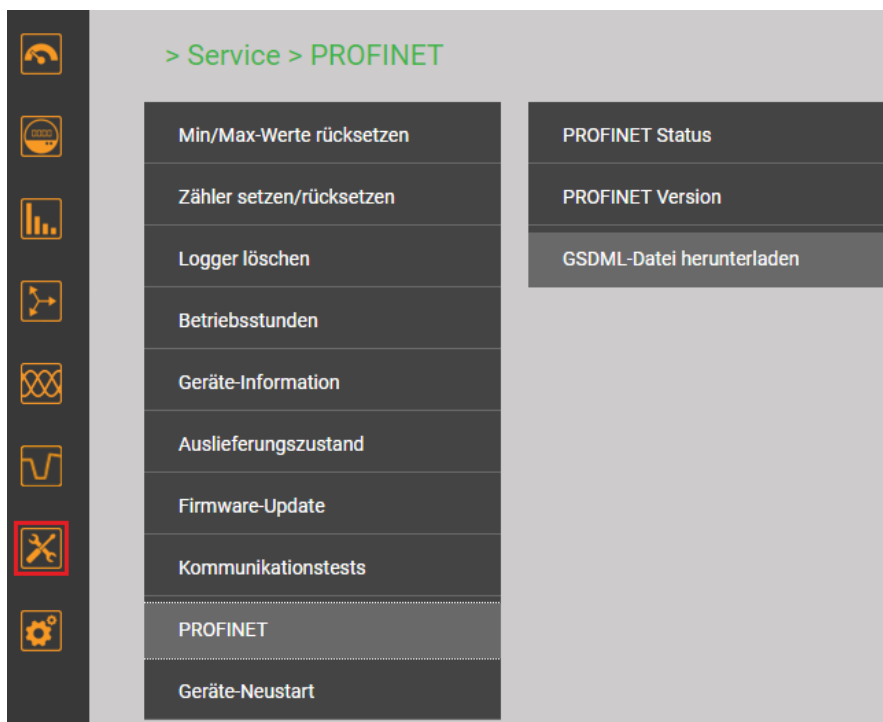 > Service > PROFINET
Min/Max-Werte rücksetzen
Zähler setzen/rücksetzen
Logger löschen
Betriebsstunden
Geräte-Information
Auslieferungszustand
Firmware-Update
Kommunikationstests
PROFINET
Geräte-Neustart
PROFINET Status
PROFINET Version
GSDML-Datei herunterladen